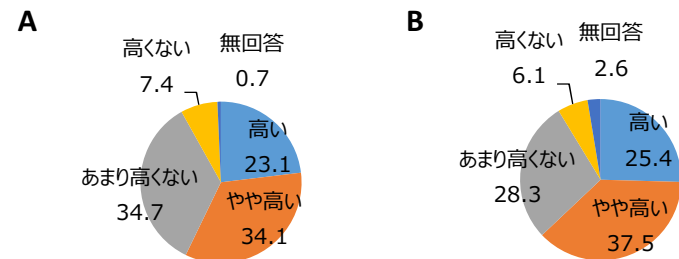 A
高くない
7.4
無回答
0.7
高い
23.1
やや高い
34.1
あまり高くない
34.7
B
高くない
6.1
無回答
2.6
高い
25.4
やや高い
37.5
あまり高くない
28.3